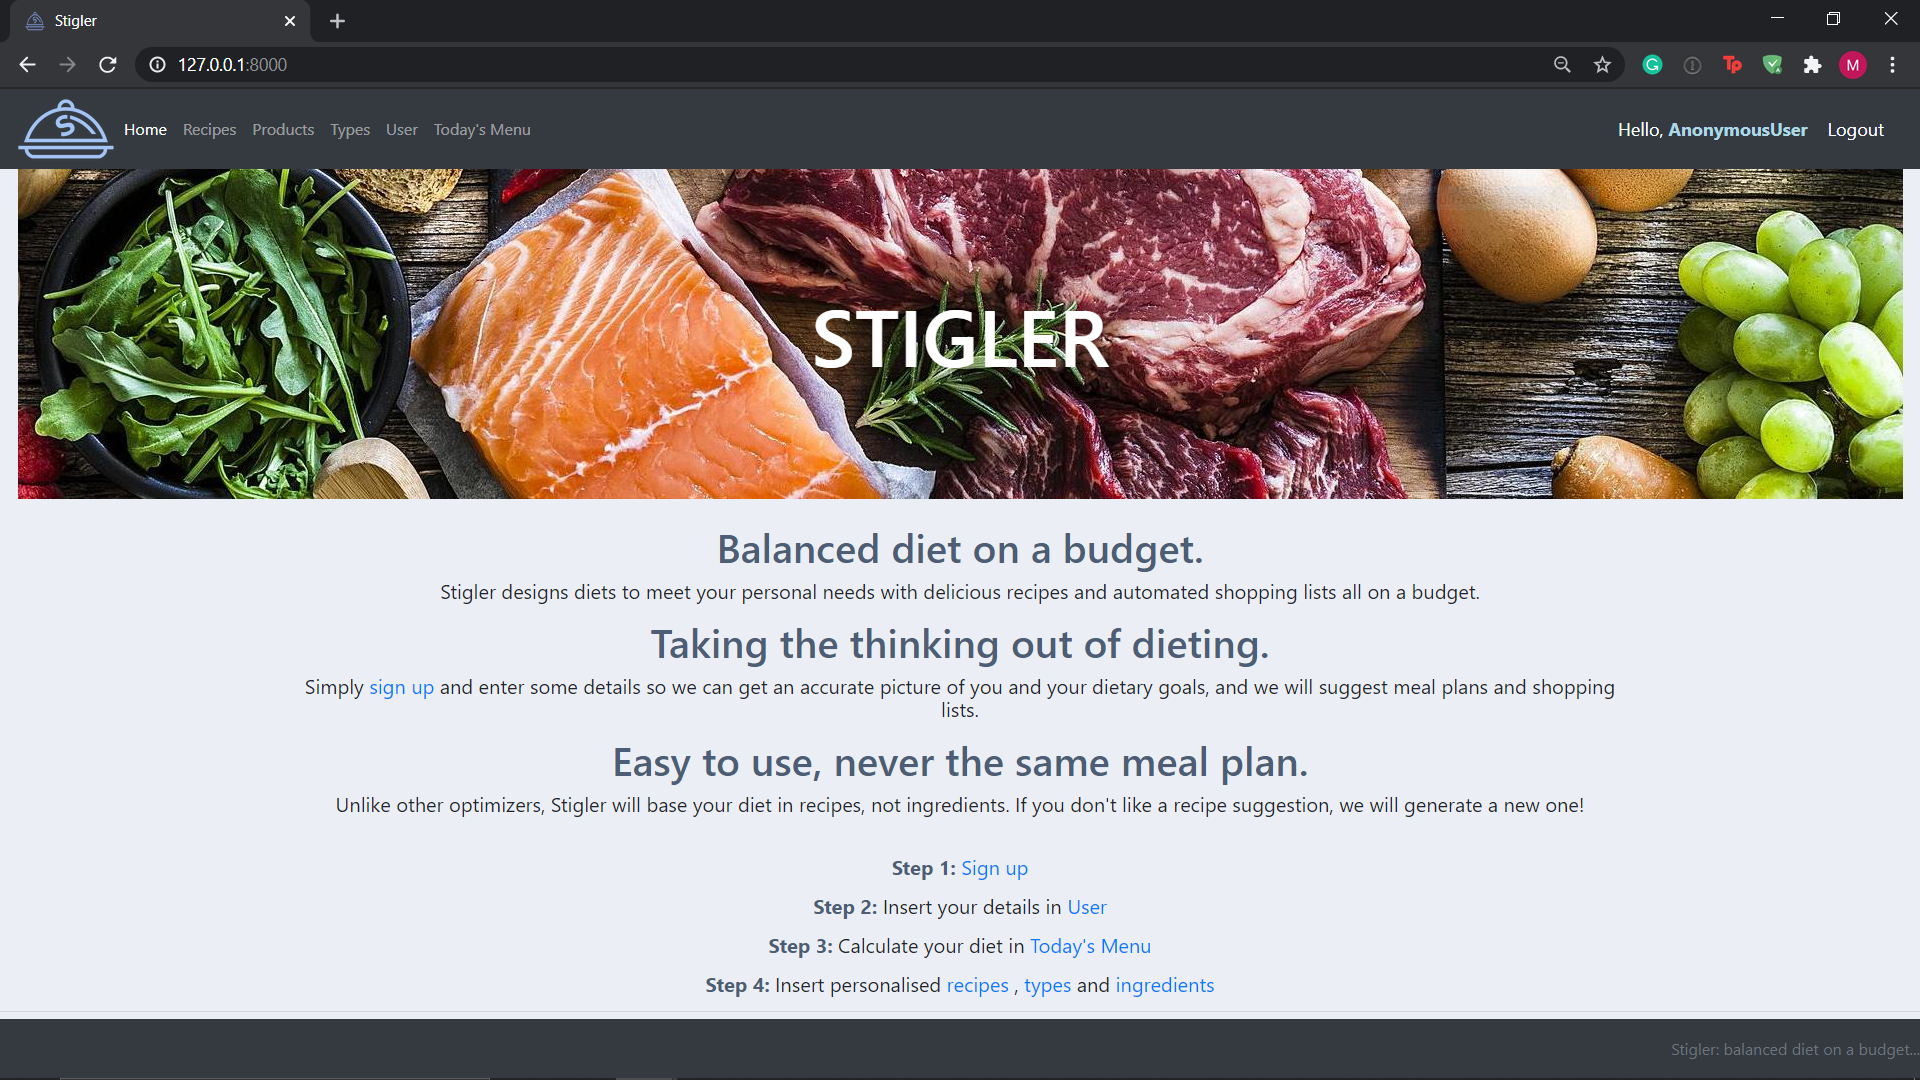 Stigler
127.0.0.1:8000
M
S
Home Recipes Products Types User Today's Menu
Hello, AnonymousUser Logout
STIGLER
Balanced diet on a budget.
Stigler designs diets to meet your personal needs with delicious recipes and automated shopping lists all on a budget.
Taking the thinking out of dieting.
Simply sign up and enter some details so we can get an accurate picture of you and your dietary goals, and we will suggest meal plans and shopping
lists.
Easy to use, never the same meal plan.
Unlike other optimizers, Stigler will base your diet in recipes, not ingredients. If you don't like a recipe suggestion, we will generate a new one!
Step 1: Sign up
Step 2: Insert your details in User
Step 3: Calculate your diet in Today's Menu
Step 4: Insert personalised recipes , types and ingredients
Stigler: balanced diet on a budget...